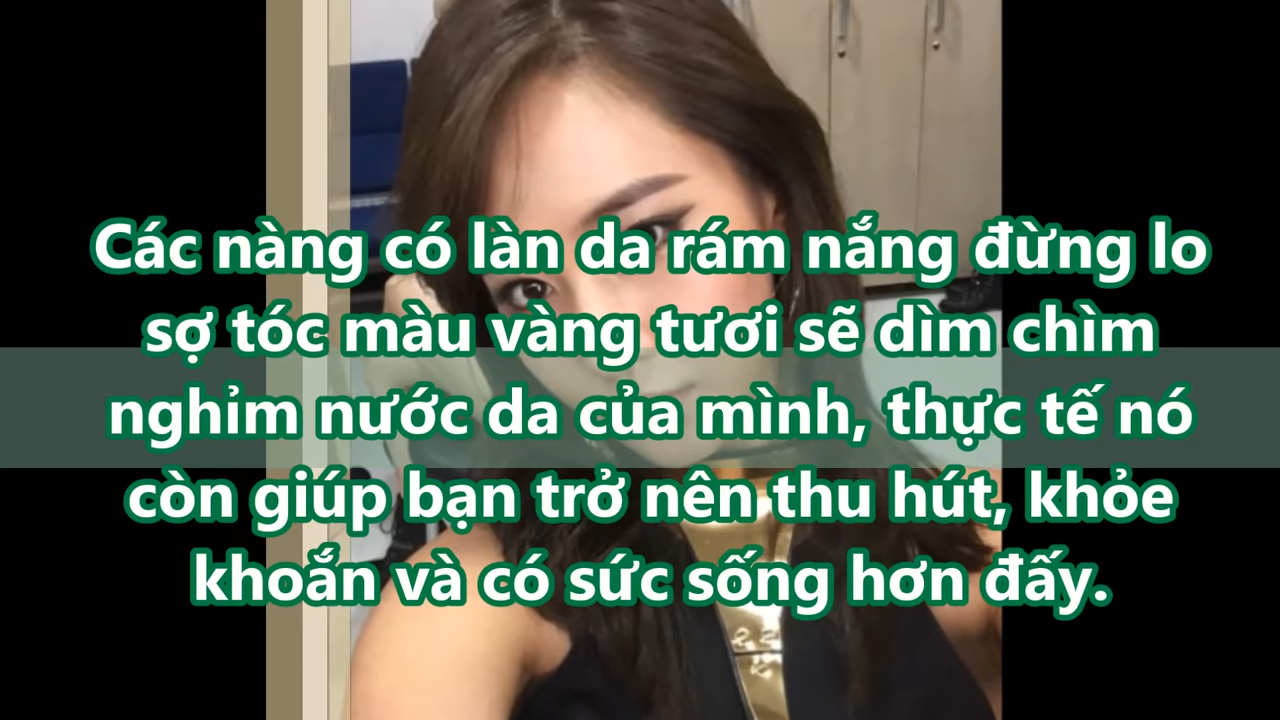 Các nàng có làn da rám nắng đừng lo
sợ tóc màu vàng tươi sẽ dìm chìm
nghỉm nước da của mình, thực tế nó
còn giúp bạn trở nên thu hút, khỏe
khoắn và có sức sống hơn đấy.